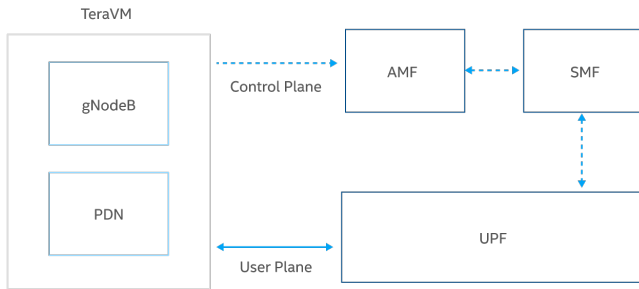 TeraVM
gNodeB
PDN
Control Plane
User Plane
AMF
SMF
UPF